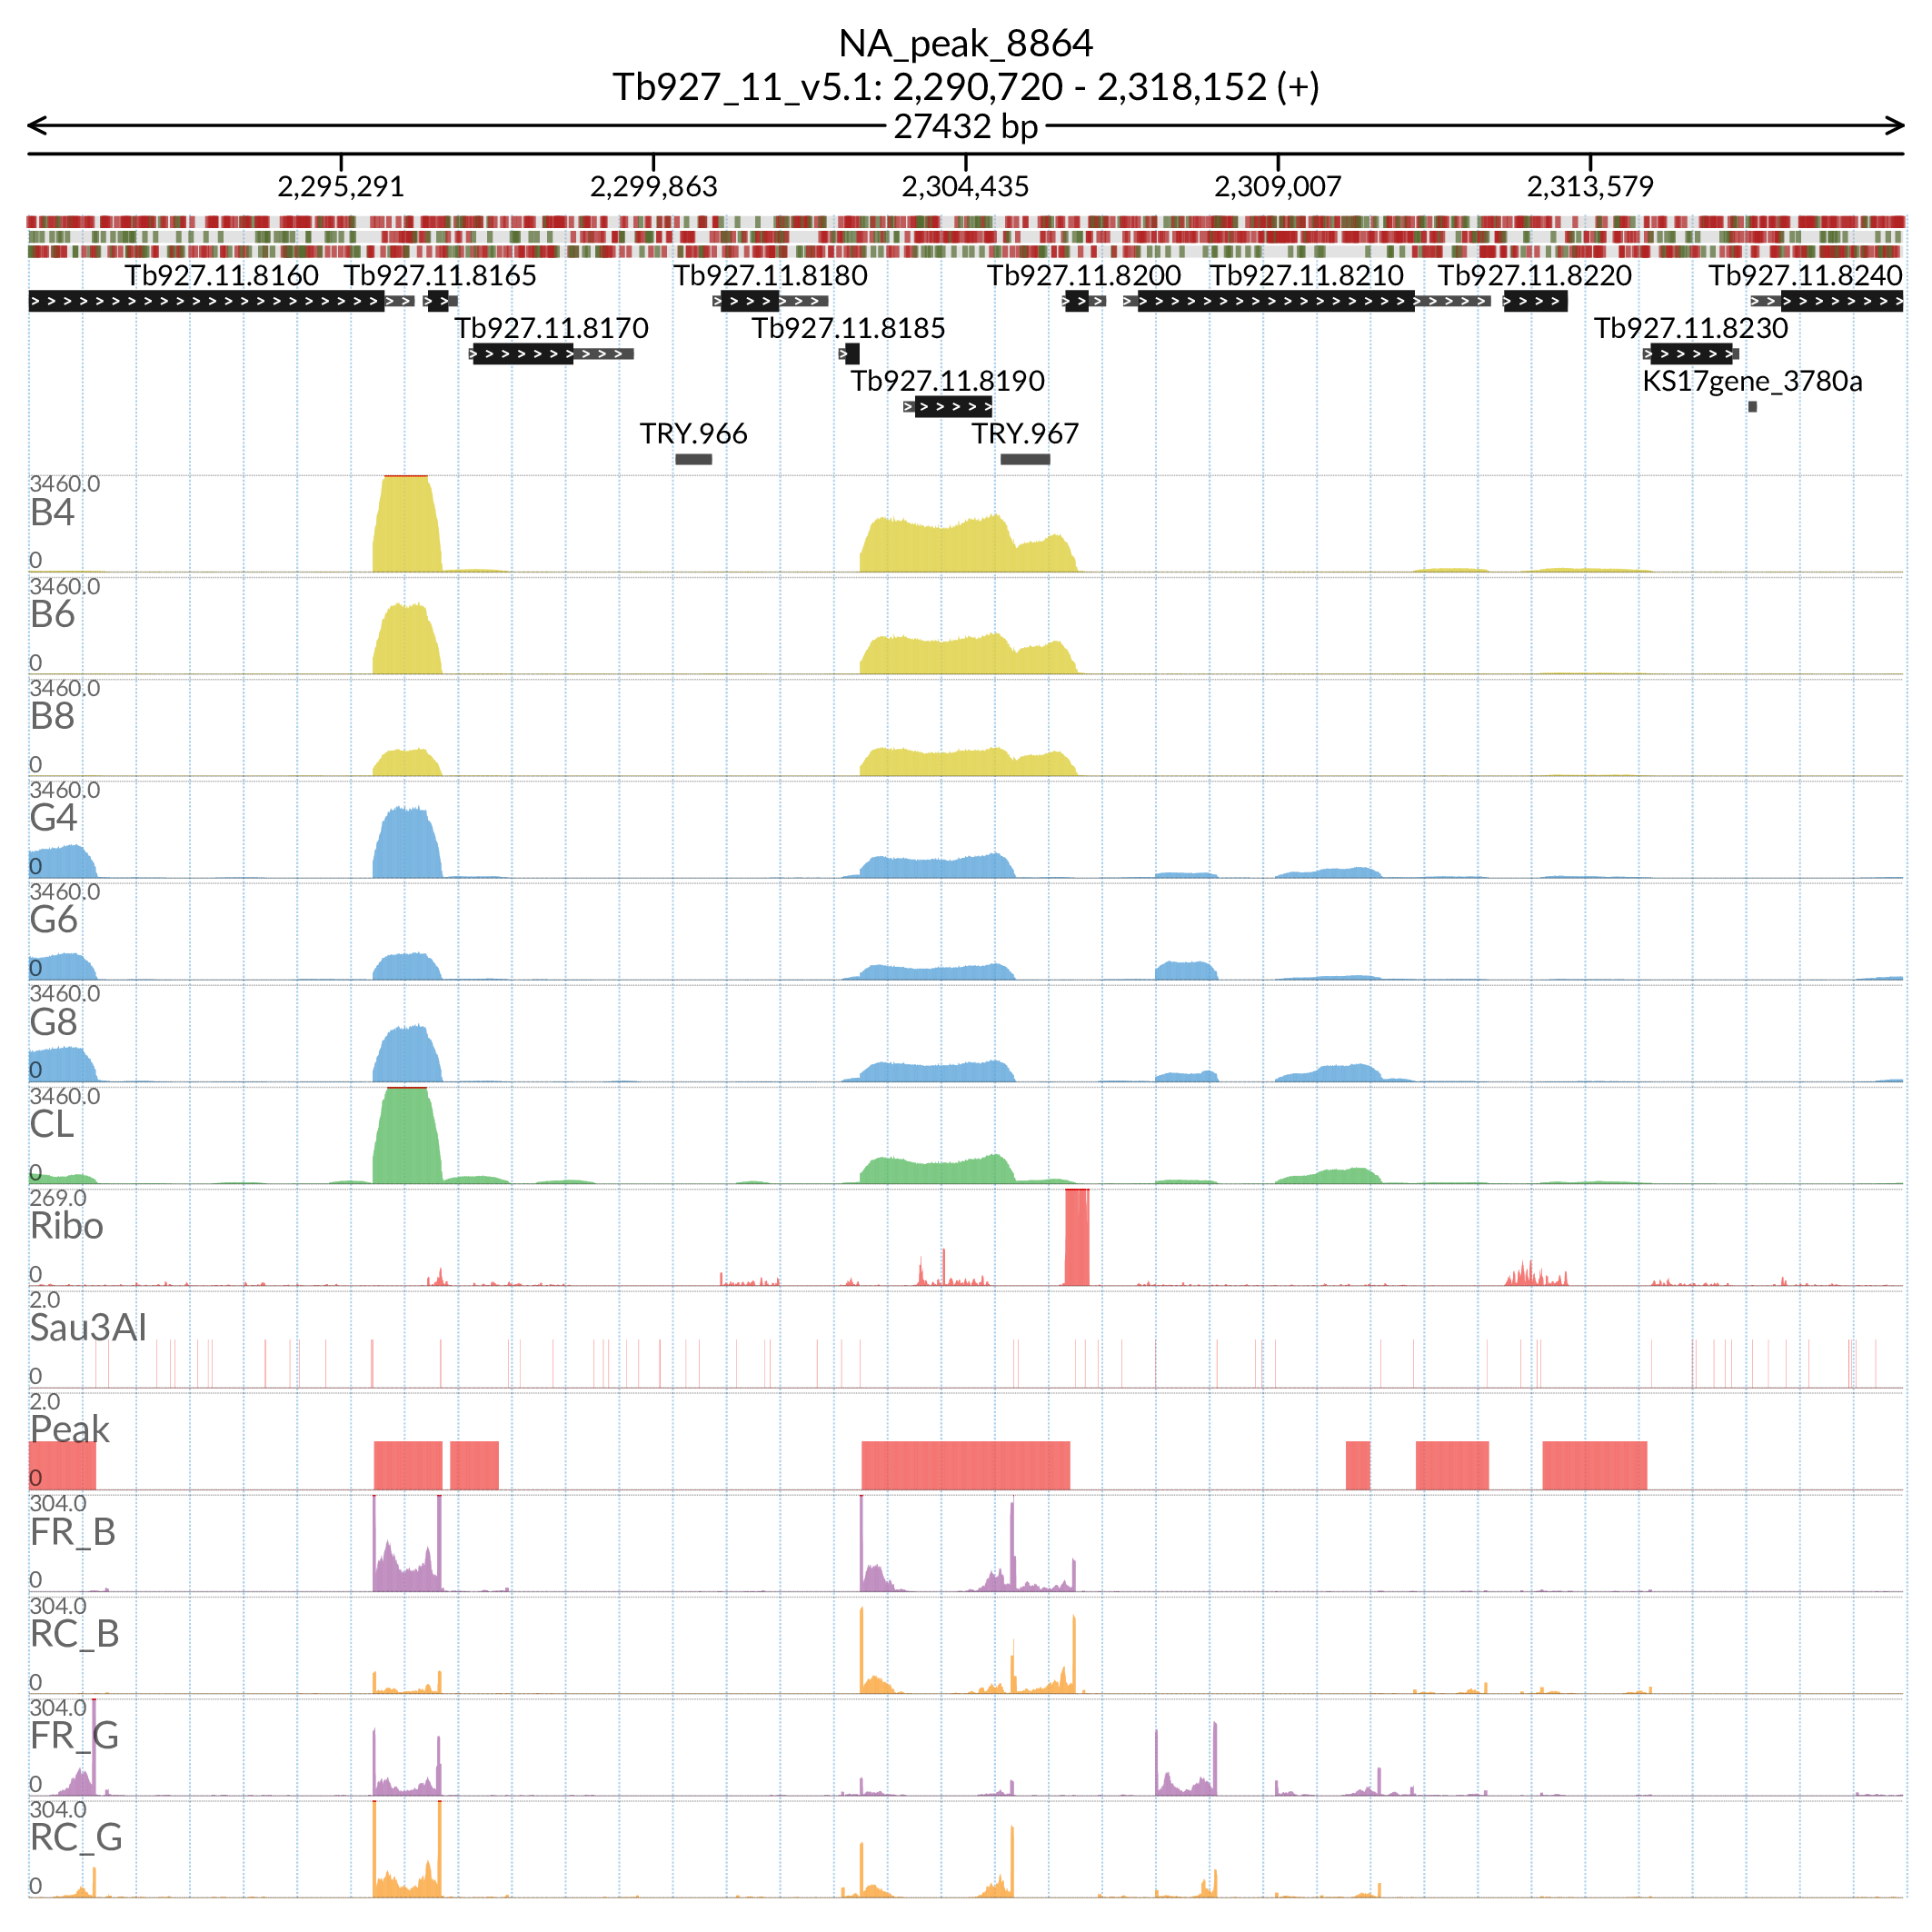 NA_peak_8864
Tb927_11_v5.1: 2,290,720 - 2,318,152 (+)
27432 bp
2,295,291 2,299,863 2,304,435 2,309,007 2,313,579
Tb927.11.8160 Tb927.11.8165 Tb927.11.8180 Tb927.11.8200 Tb927.11.8210 Tb927.11.8220 Tb927.11.8240
Tb927.11.8170 Tb927.11.8185 Tb927.11.8230
Tb927.11.8190 KS17gene_3780a
TRY.966 TRY.967
3460.0
B4
0
3460.0
B6
0
3460.0
B8
0
3460.0
G4
0
3460.0
G6
0
3460.0
G8
0
3460.0
CL
0
269.0
Ribo
0
2.0
Sau3AI
0
2.0
Peak
0
304.0
FR_B
0
304.0
RC_B
0
304.0
FR_G
0
304.0
RC_G
0